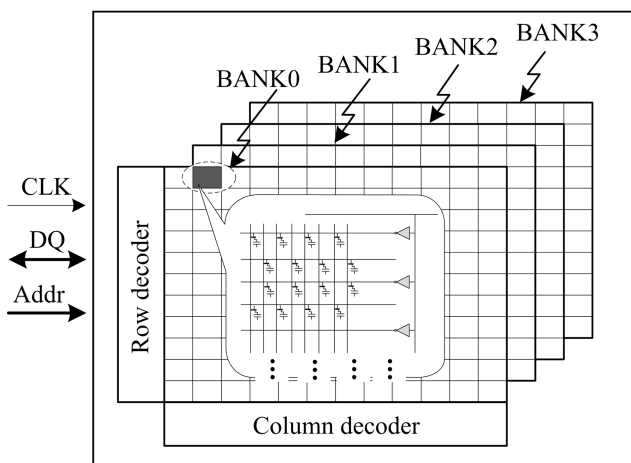 BANK3
BANK2
BANK1
BANK0
CLK
DQ
Addr
Row decoder
Column decoder